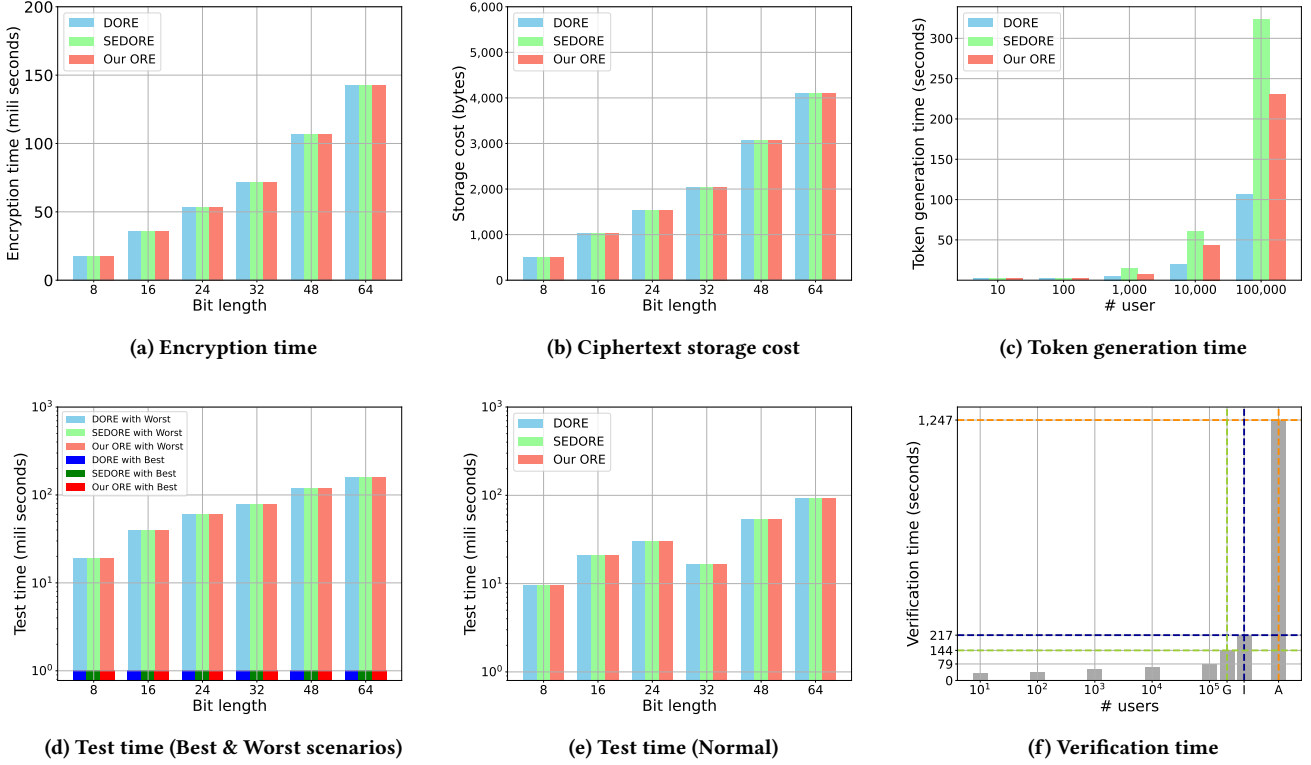 200
150
100
50
0
Encryption time (mili seconds)
DORE
SEDORE
Our ORE
8 16 24 32 48 64
Bit length
(a) Encryption time
6,000
5,000
4,000
3,000
2,000
1,000
0
Storage cost (bytes)
DORE
SEDORE
Our ORE
8 16 24 32 48 64
Bit length
(b) Ciphertext storage cost
300
250
200
150
100
50
Token generation time (seconds)
DORE
SEDORE
Our ORE
10 100 1,000 10,000 100,000
# user
(c) Token generation time
10³
10²
10¹
10⁰
Test time (mili seconds)
DORE with Worst
SEDORE with Worst
Our ORE with Worst
DORE with Best
SEDORE with Best
Our ORE with Best
8 16 24 32 48 64
Bit length
(d) Test time (Best & Worst scenarios)
10³
10²
10¹
10⁰
Test time (mili seconds)
DORE
SEDORE
Our ORE
8 16 24 32 48 64
Bit length
(e) Test time (Normal)
1,247
217
144
79
0
Verification time (seconds)
10¹ 10² 10³ 10⁴ 10⁵ G I A
# users
(f) Verification time